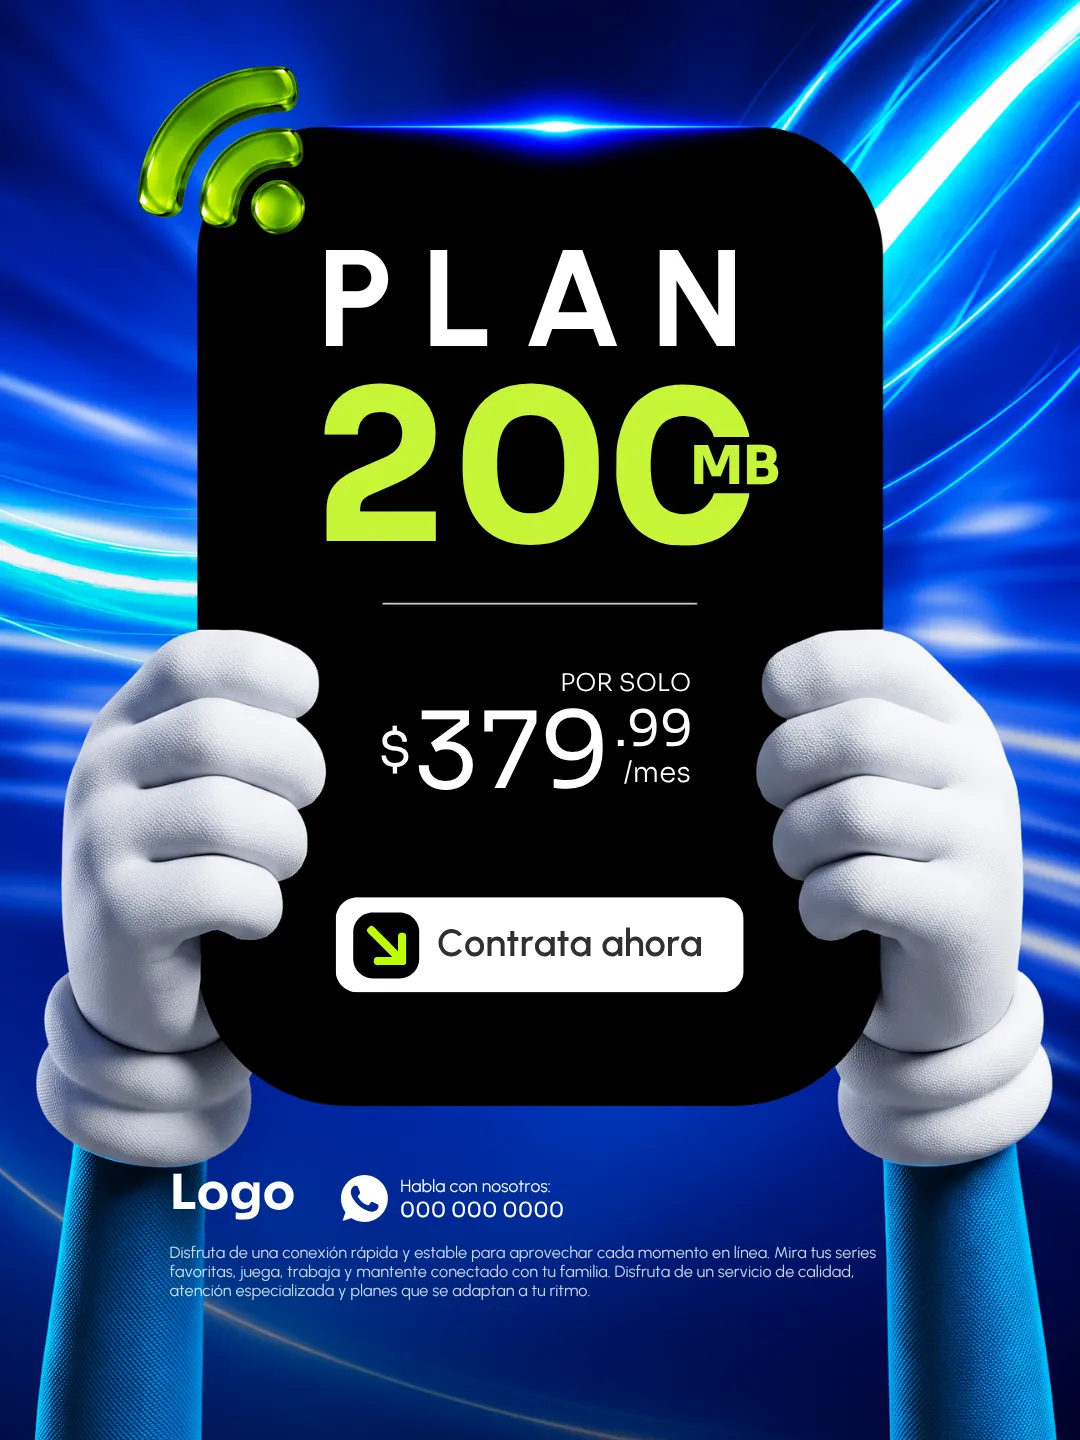 PLAN
200 MB
POR SOLO
$379.99
/mes
Contrata ahora
Logo
Habla con nosotros:
000 000 0000
Disfruta de una conexión rápida y estable para aprovechar cada momento en línea. Mira tus series
favoritas, juega, trabaja y mantente conectado con tu familia. Disfruta de un servicio de calidad,
atención especializada y planes que se adaptan a tu ritmo.